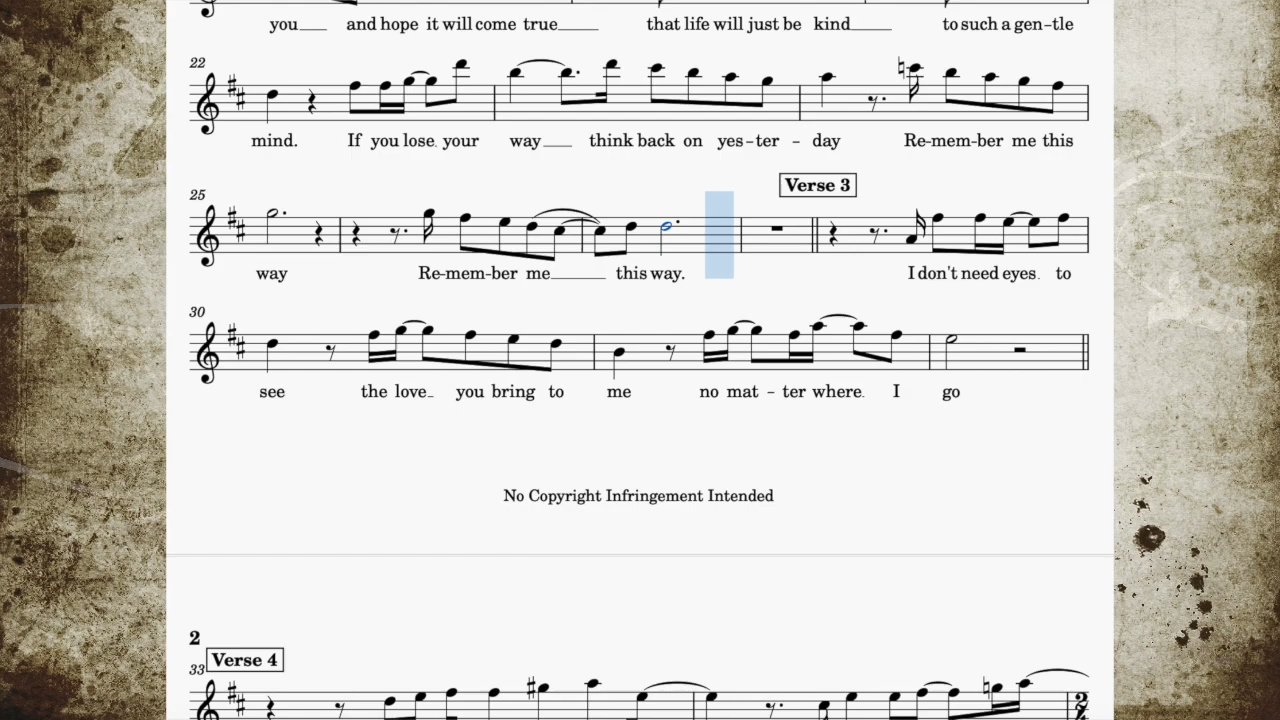 you and hope it will come true that life will just be kind to such a gen-tle
22
mind. If you lose your way think back on yes-ter - day Re-mem-ber me this
25
Verse 3
way Re-mem-ber me this way. I don't need eyes to
30
see the love you bring to me no mat - ter where I go
No Copyright Infringement Intended
2
Verse 4
33
2